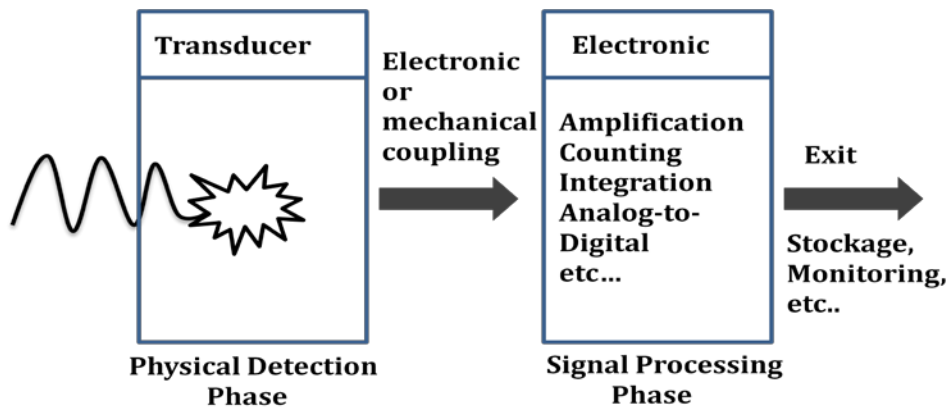 Transducer
Physical Detection
Phase
Electronic
or
mechanical
coupling
Electronic
Amplification
Counting
Integration
Analog-to-
Digital
etc...
Signal Processing
Phase
Exit
Stockage,
Monitoring,
etc..